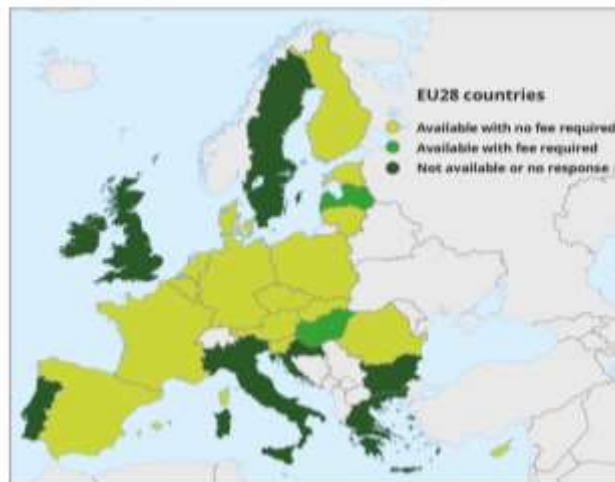 EU28 countries
Available with no fee required
Available with fee required
Not available or no response